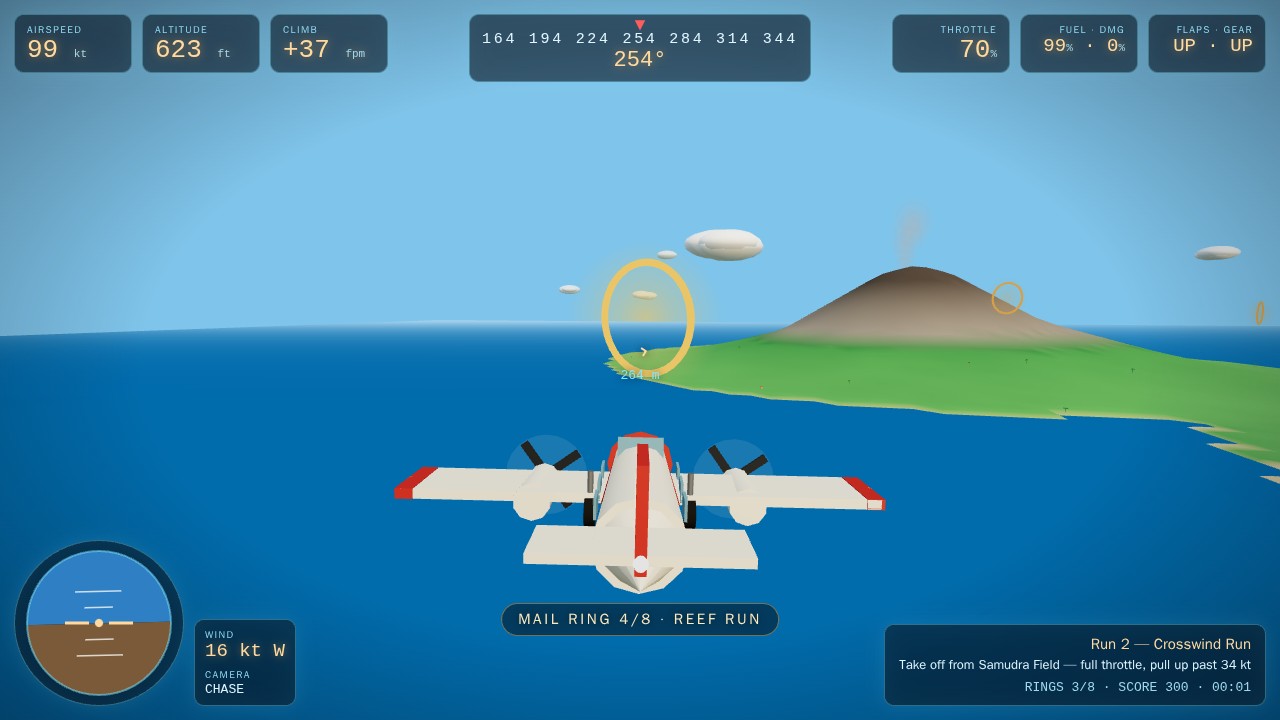 AIRSPEED
99 kt
ALTITUDE
623 ft
CLIMB
+37 fpm
164 194 224 254 284 314 344
254°
THROTTLE
70%
FUEL · DMG
99% · 0%
FLAPS · GEAR
UP · UP
264 m
MAIL RING 4/8 · REEF RUN
WIND
16 kt W
CAMERA
CHASE
Run 2 — Crosswind Run
Take off from Samudra Field — full throttle, pull up past 34 kt
RINGS 3/8 · SCORE 300 · 00:01